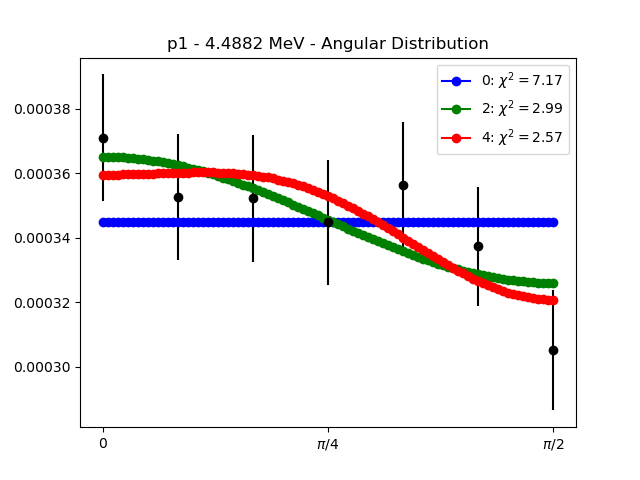 p1 - 4.4882 MeV - Angular Distribution
0: χ² = 7.17
2: χ² = 2.99
4: χ² = 2.57
0.00038
0.00036
0.00034
0.00032
0.00030
0 π/4 π/2